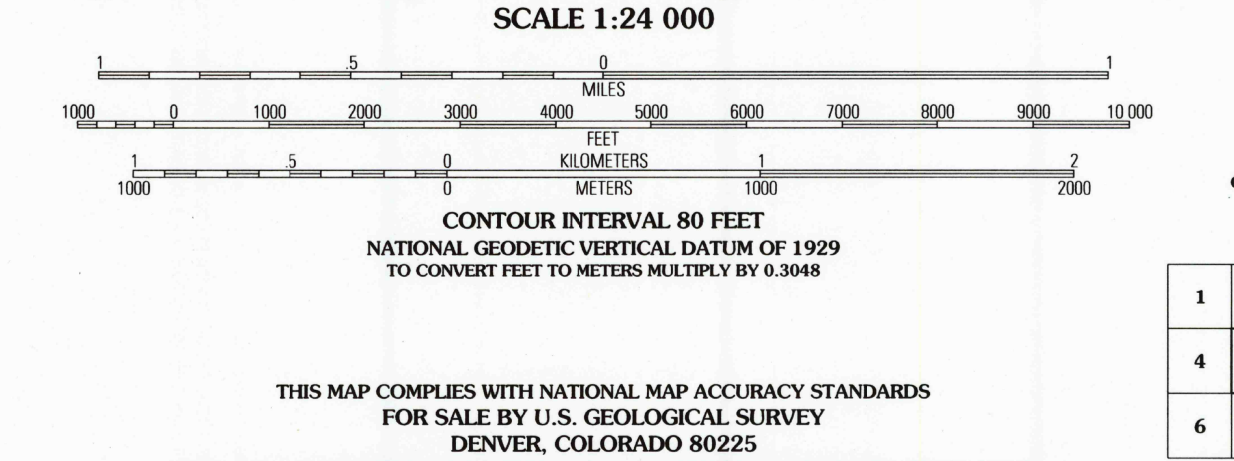 SCALE 1:24 000
1 .5 0 1
MILES
1000 0 1000 2000 3000 4000 5000 6000 7000 8000 9000 10 000
FEET
1 .5 0 KILOMETERS 1 2
1000 0 METERS 1000 2000
CONTOUR INTERVAL 80 FEET
NATIONAL GEODETIC VERTICAL DATUM OF 1929
TO CONVERT FEET TO METERS MULTIPLY BY 0.3048
1
4
THIS MAP COMPLIES WITH NATIONAL MAP ACCURACY STANDARDS
FOR SALE BY U.S. GEOLOGICAL SURVEY
6
DENVER, COLORADO 80225